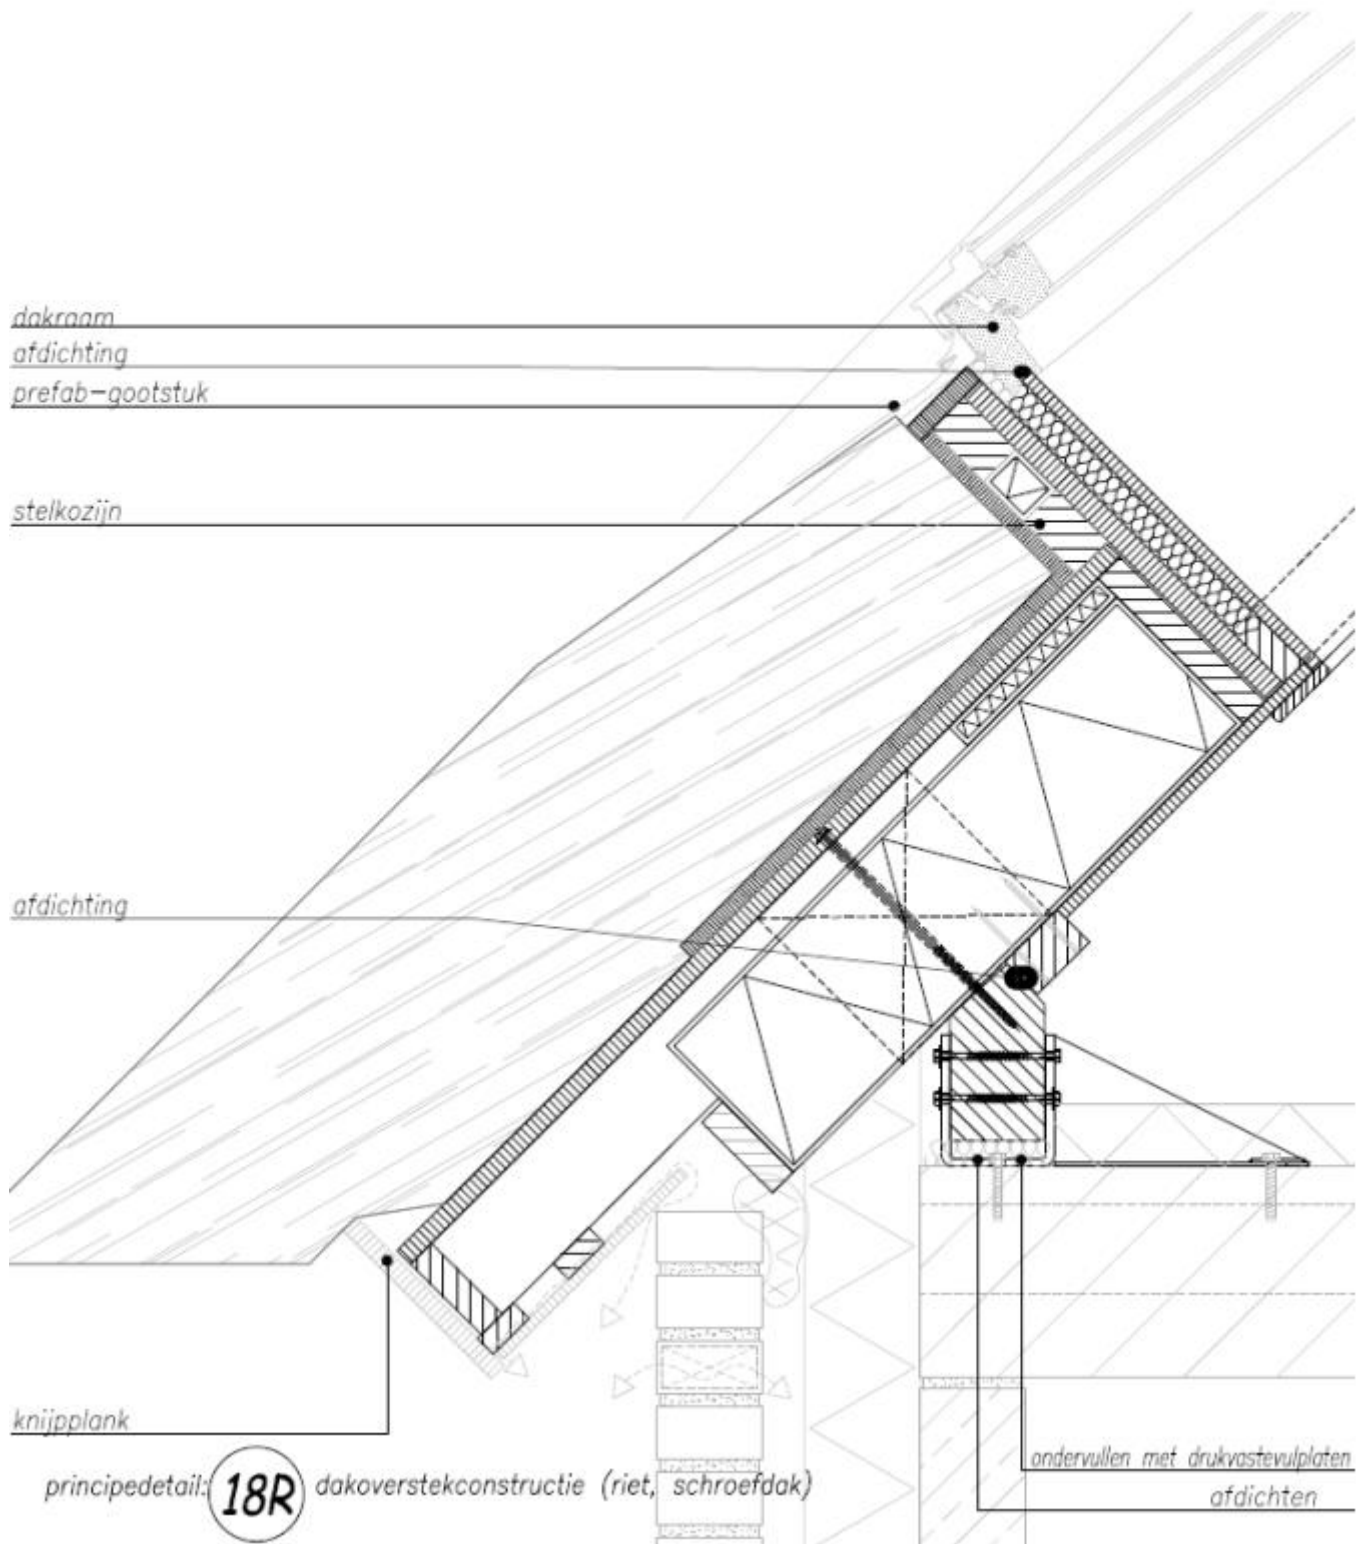 dakraam
afdichting
prefab-gootstuk
stelkozijn
afdichting
knijpplank
ondervullen met drukvastevulplaten
afdichten
principedetail: 18R dakoverstekconstructie (riet, schroefdak)